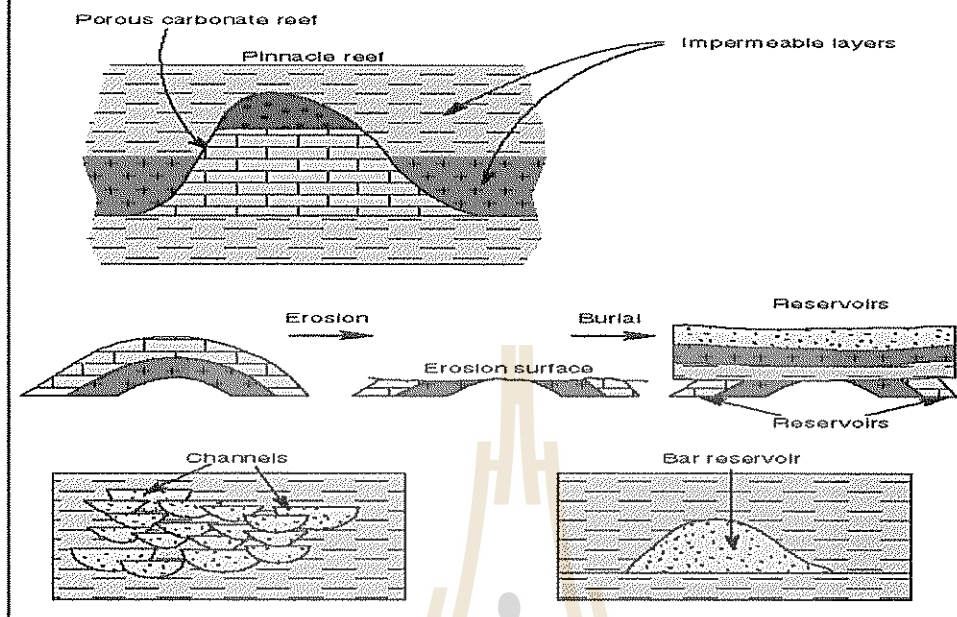 Porous carbonate reef
Pinnacle reef
Impermeable layers
Erosion
Burial
Reservoirs
Erosion surface
Reservoirs
Channels
Bar reservoir